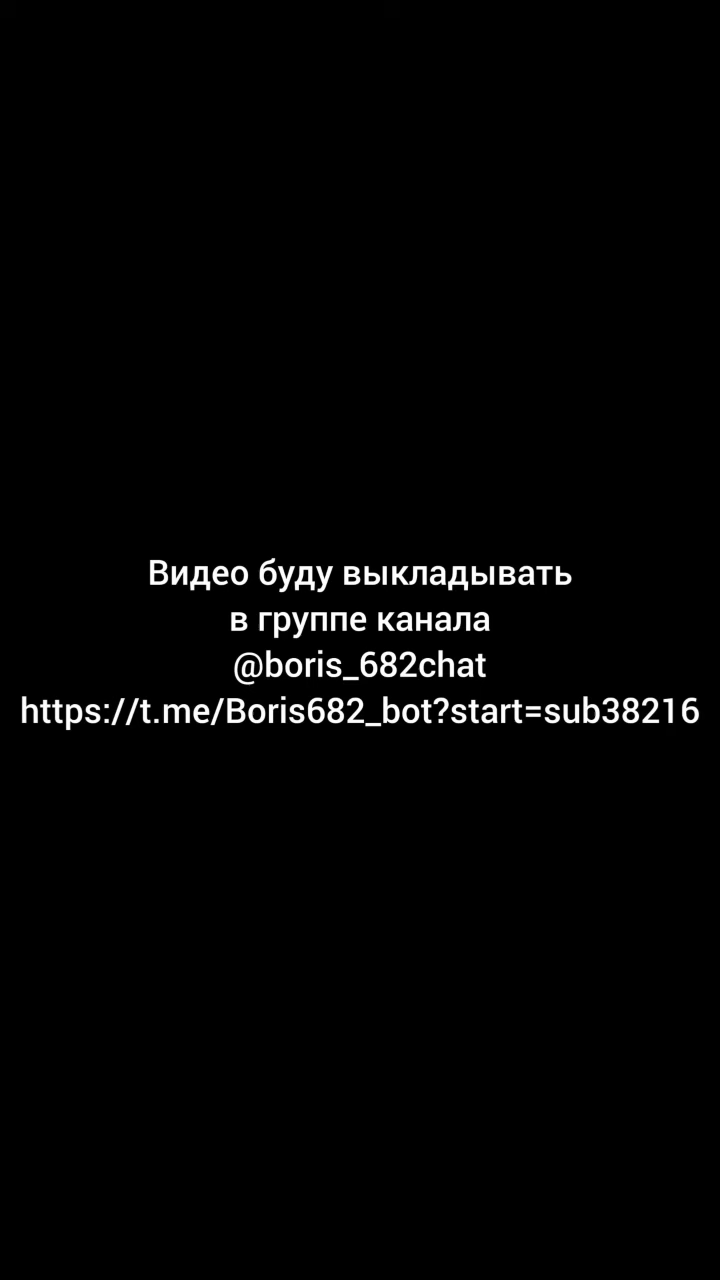 Видео буду выкладывать
в группе канала
@boris_682chat
https://t.me/Boris682_bot?start=sub38216